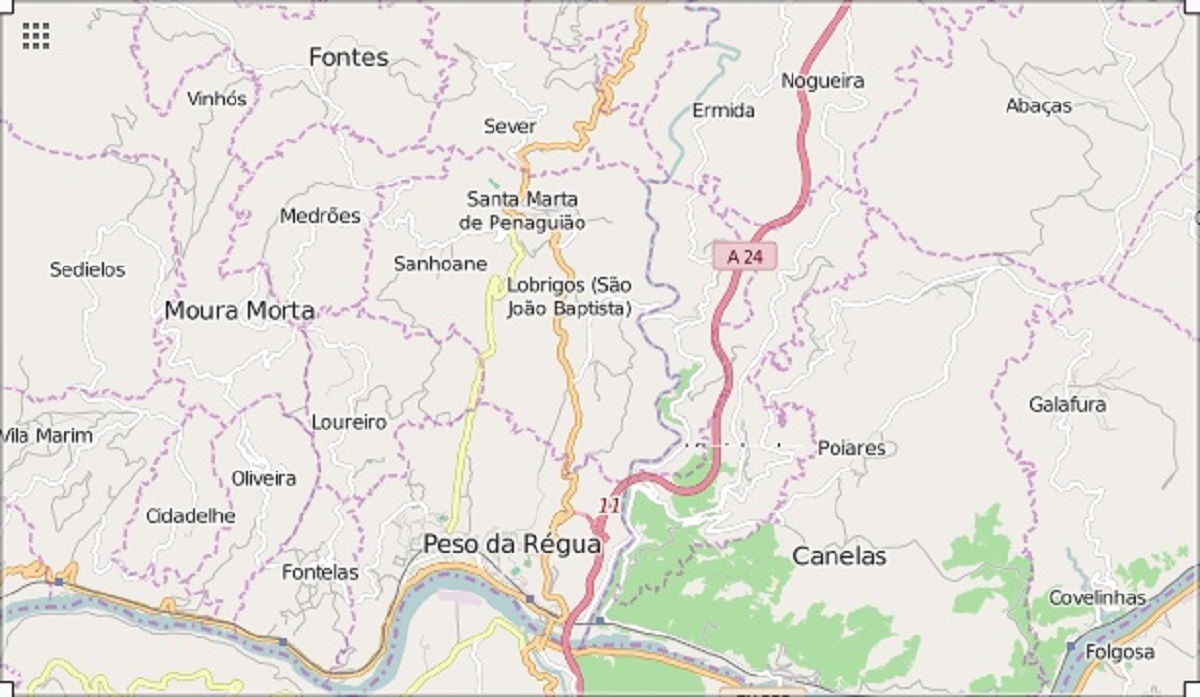 Fontes
Nogueira
Vinhós
Ermida
Abaças
Sever
Santa Marta
de Penaguião
Medrões
A 24
Sanhoane
Sedielos
Lobrigos (São
João Baptista)
Moura Morta
Galafura
Loureiro
Vila Marim
Poiares
Oliveira
11
Cidadelhe
Peso da Régua
Canelas
Fontelas
Covelinhas
Folgosa